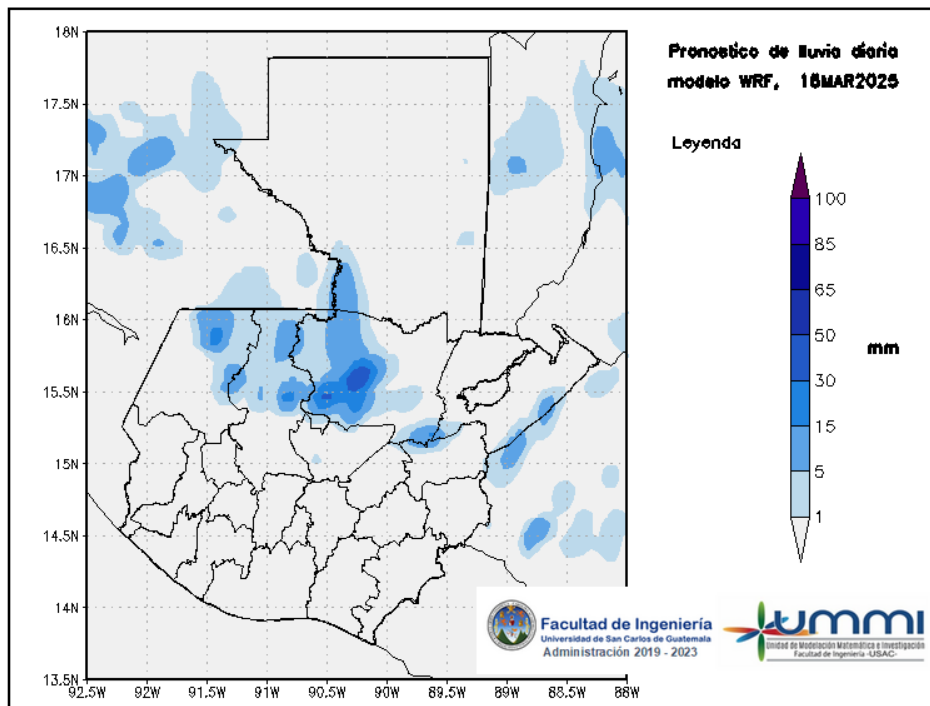 Pronostico de lluvia diaria
modelo WRF,
Leyenda
18N
17.5N
17N
16.5N
16N
15.5N
15N
14.5N
14N
13.5N
92.5W 92W 91.5W 91W 90.5W 90W 89.5W 89W 88.5W 88W
100
85
65
50
30
15
5
1
mm
Facultad de Ingeniería
Universidad de San Carlos de Guatemala
Administración 2019 - 2023
ummi
Unidad de Modelación Matemática e Investigación
Facultad de Ingeniería -USAC-